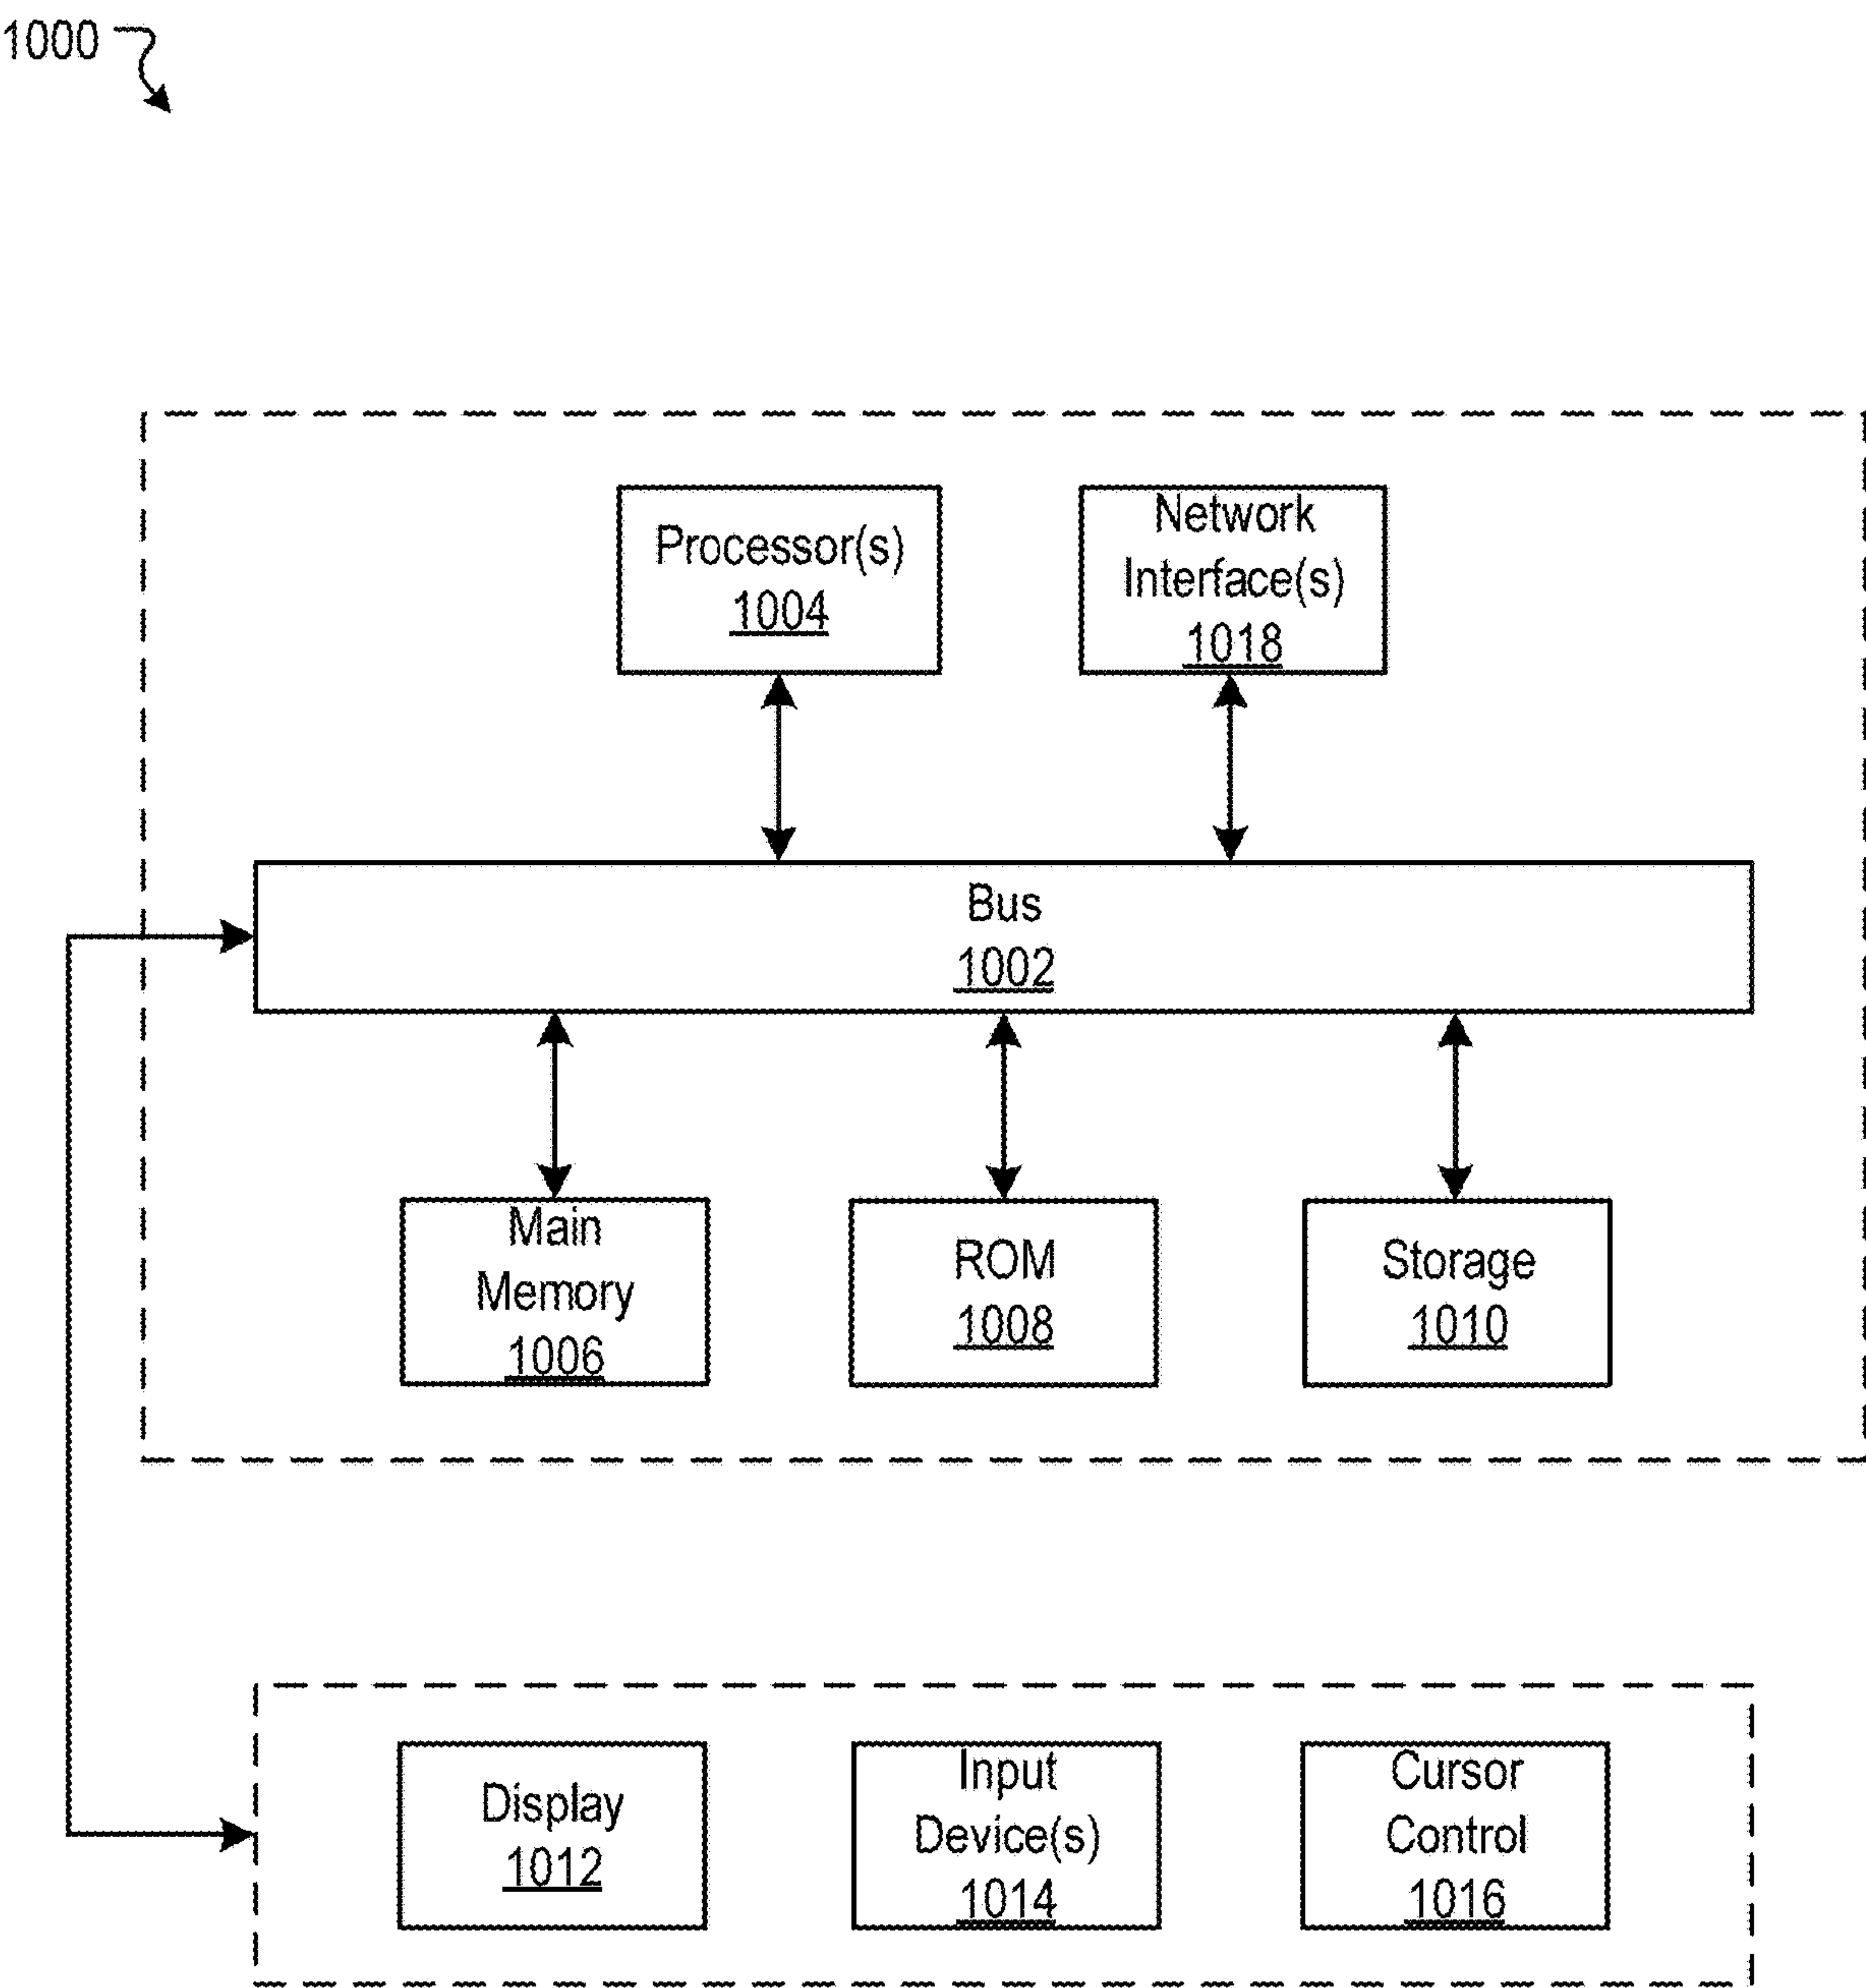 1000
Processor(s)
1004
Network
Interface(s)
1018
Bus
1002
Main
Memory
1006
ROM
1008
Storage
1010
Display
1012
Input
Device(s)
1014
Cursor
Control
1016